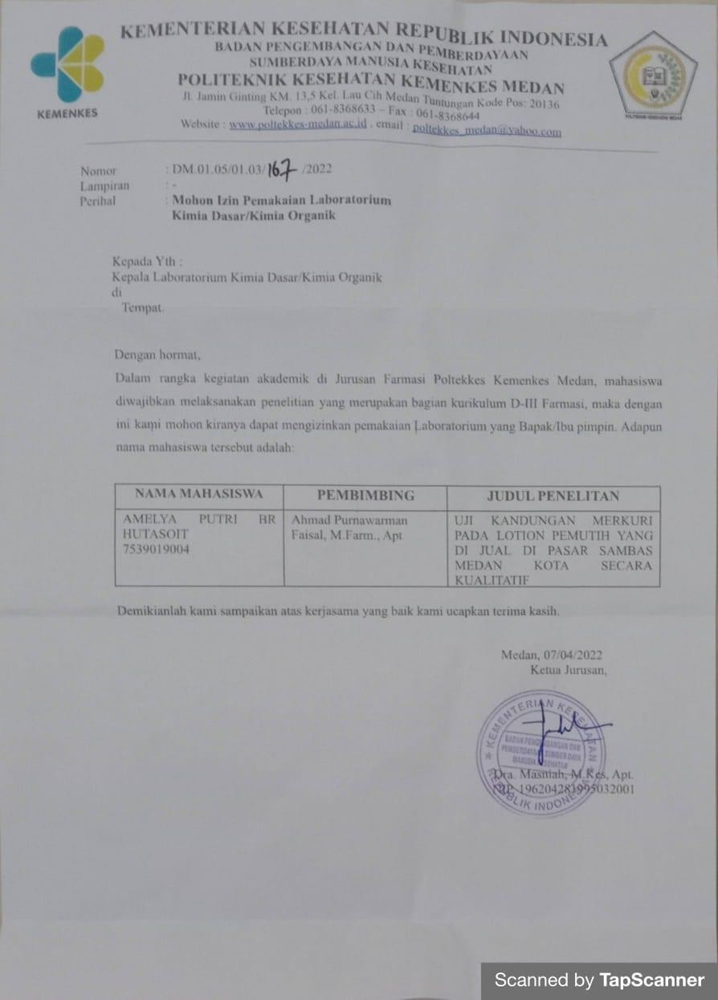 KEMENTERIAN KESEHATAN REPUBLIK INDONESIA
BADAN PENGEMBANGAN DAN PEMBERDAYAAN
SUMBERDAYA MANUSIA KESEHATAN
POLITEKNIK KESEHATAN KEMENKES MEDAN
Jl. Jamin Ginting KM. 13,5 Kel. Lau Cih Medan Tuntungan Kode Pos: 20136
Telepon : 061-8368633 – Fax : 061-8368644
Website : www.poltekkes-medan.ac.id , email : poltekkes_medan@yahoo.com
KEMENKES
POLITEKNIK KESEHATAN MEDAN
Nomor : DM.01.05/01.03/167/2022
Lampiran : -
Perihal : Mohon Izin Pemakaian Laboratorium
Kimia Dasar/Kimia Organik
Kepada Yth :
Kepala Laboratorium Kimia Dasar/Kimia Organik
di
Tempat.
Dengan hormat,
Dalam rangka kegiatan akademik di Jurusan Farmasi Poltekkes Kemenkes Medan, mahasiswa
diwajibkan melaksanakan penelitian yang merupakan bagian kurikulum D-III Farmasi, maka dengan
ini kami mohon kiranya dapat mengizinkan pemakaian Laboratorium yang Bapak/Ibu pimpin. Adapun
nama mahasiswa tersebut adalah:
NAMA MAHASISWA PEMBIMBING JUDUL PENELITAN
AMELYA PUTRI BR
HUTASOIT
7539019004
Ahmad Purnawarman
Faisal, M.Farm., Apt
UJI KANDUNGAN MERKURI
PADA LOTION PEMUTIH YANG
DI JUAL DI PASAR SAMBAS
MEDAN KOTA SECARA
KUALITATIF
Demikianlah kami sampaikan atas kerjasama yang baik kami ucapkan terima kasih.
Medan, 07/04/2022
Ketua Jurusan,
KEMENTERIAN KESEHATAN
BADAN PENGEMBANGAN DAN
PEMBERDAYAAN SUMBER DAYA
MANUSIA KESEHATAN
REPUBLIK INDONESIA
Dra. Masniah, M.Kes, Apt.
NIP. 196204281995032001
Scanned by TapScanner